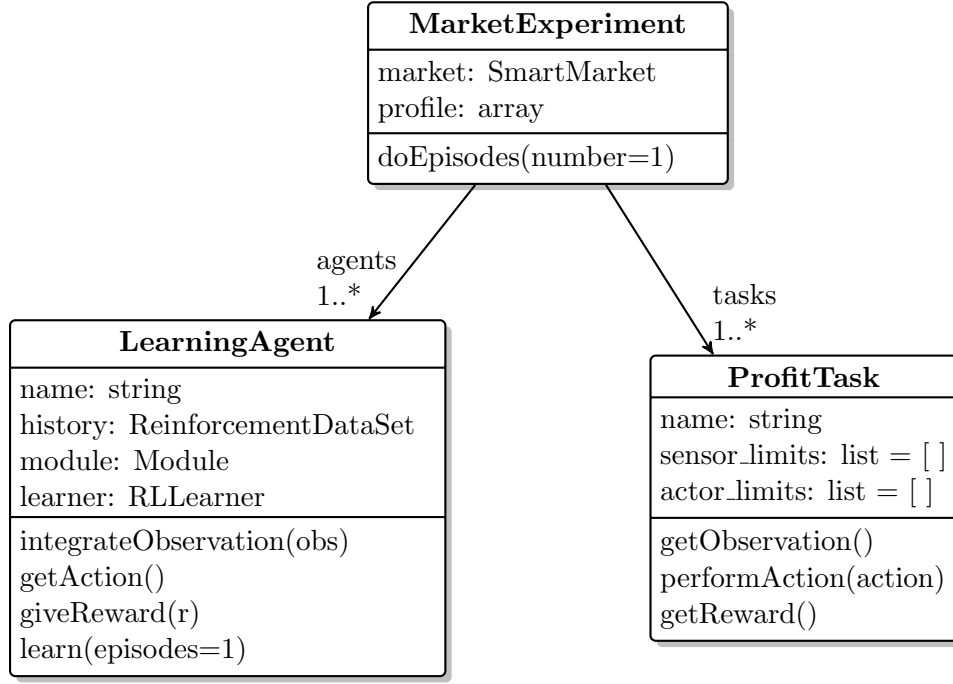 MarketExperiment
market: SmartMarket
profile: array
doEpisodes(number=1)
agents
1..*
tasks
1..*
LearningAgent
name: string
history: ReinforcementDataSet
module: Module
learner: RLLearner
integrateObservation(obs)
getAction()
giveReward(r)
learn(episodes=1)
ProfitTask
name: string
sensor_limits: list = [ ]
actor_limits: list = [ ]
getObservation()
performAction(action)
getReward()